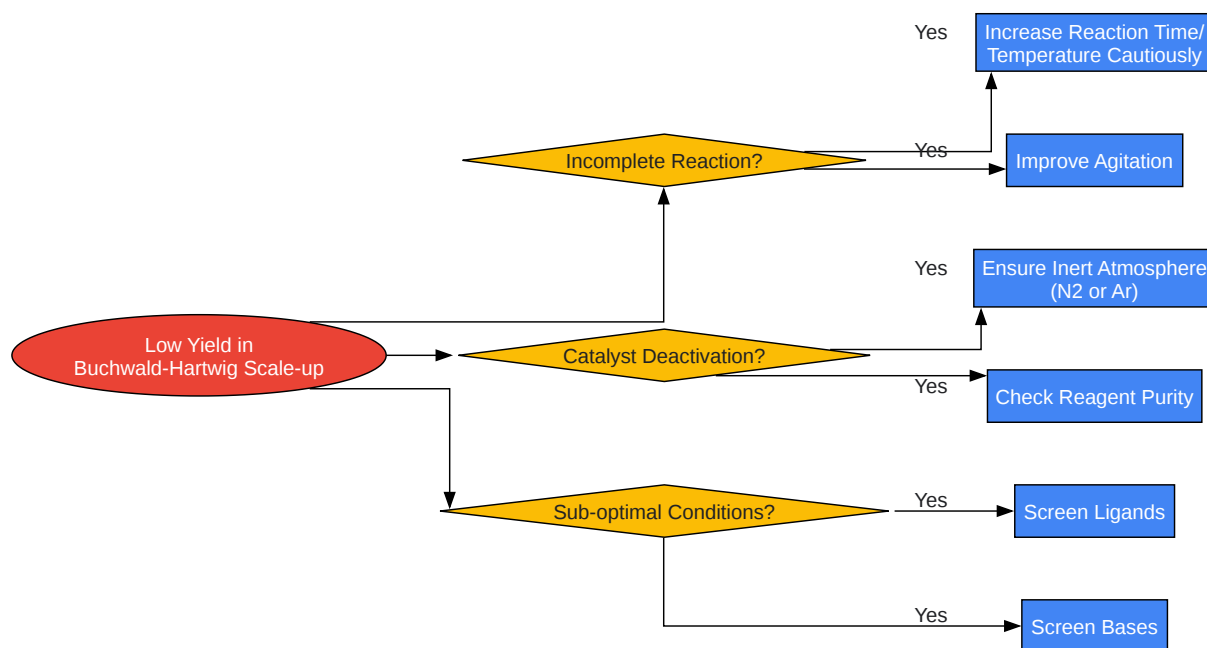 Yes
Increase Reaction Time/
Temperature Cautiously
Incomplete Reaction?
Yes
Improve Agitation
Yes
Ensure Inert Atmosphere
(N2 or Ar)
Low Yield in
Buchwald-Hartwig Scale-up
Catalyst Deactivation?
Yes
Check Reagent Purity
Sub-optimal Conditions?
Yes
Screen Ligands
Yes
Screen Bases